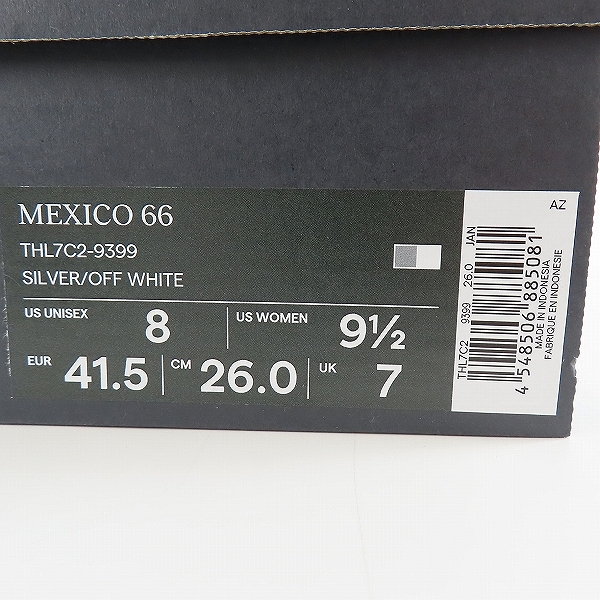 MEXICO 66
THL7C2-9399
SILVER/OFF WHITE
US UNISEX 8 US WOMEN 9½
EUR 41.5 CM 26.0 UK 7
AZ
THL7C2 9399 26.0 JAN
4 548506 885081
MADE IN INDONESIA
FABRIQUE EN INDONESIE